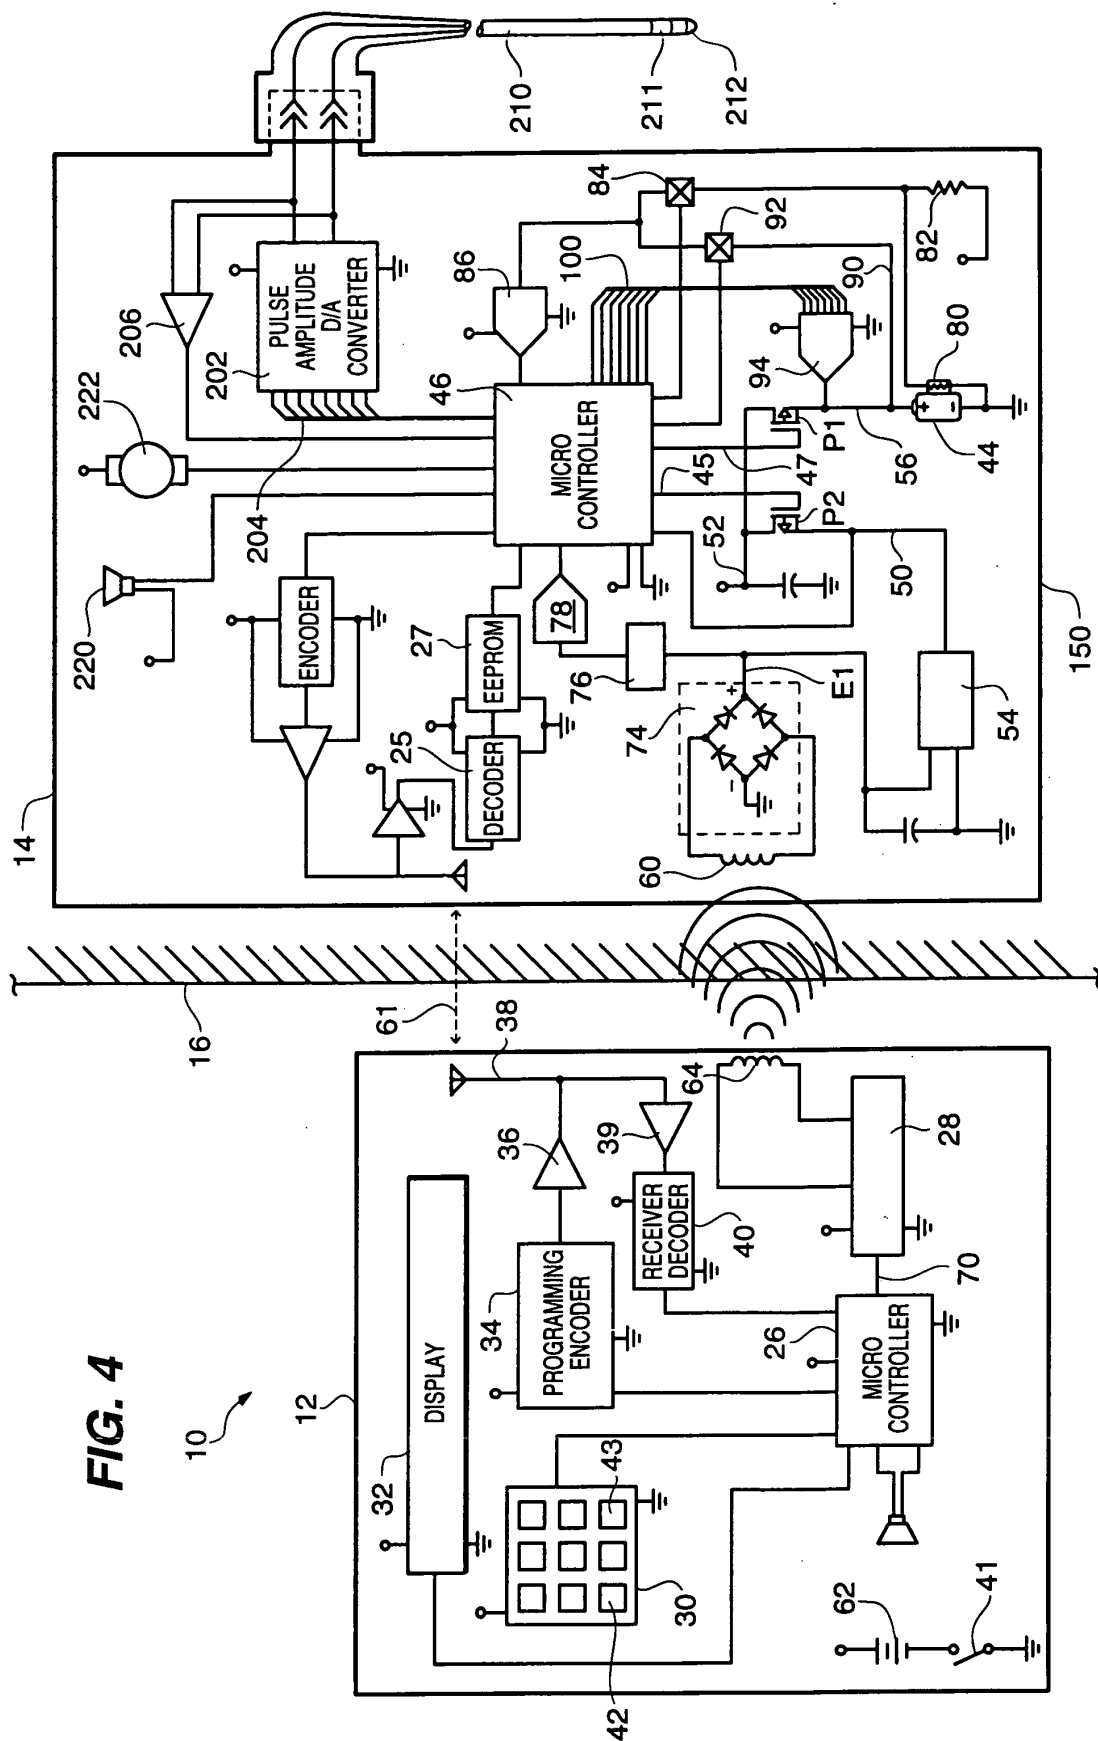 FIG. 4
10
12
32
DISPLAY
34
PROGRAMMING
ENCODER
36
38
39
RECEIVER
DECODER
40
43
42
30
26
MICRO
CONTROLLER
70
28
64
62
41
16
61
14
220
222
206
202
PULSE
AMPLITUDE
D/A
CONVERTER
204
ENCODER
25
DECODER
27
EEPROM
46
MICRO
CONTROLLER
78
76
74
+
-
E1
60
86
100
84
92
94
90
82
80
+
-
44
56
P1
47
45
P2
52
50
54
150
210
211
212